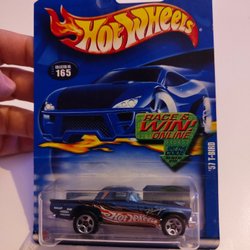 Hot Wheels
COLLECTOR NO.
165
RACE &
WIN!
ONLINE
'57 T-BIRD
Hot Wheels